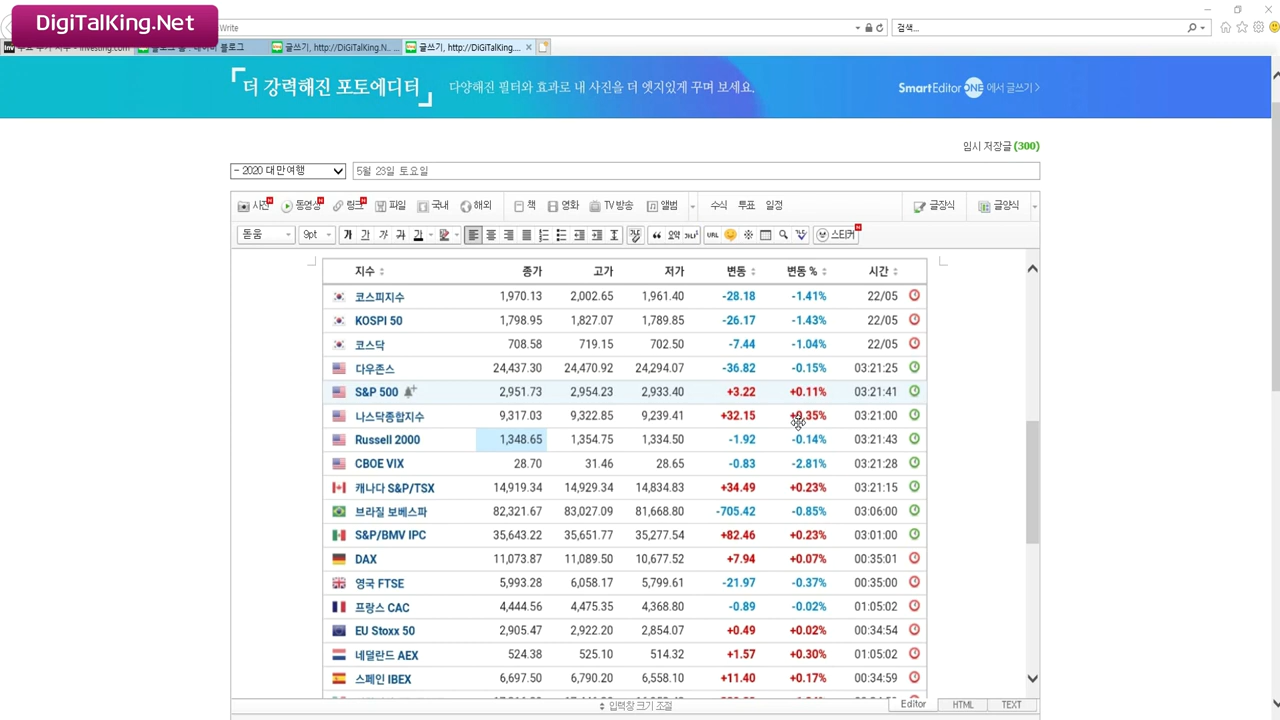 DigiTalKing.Net
Write
검색...
글쓰기, http://DiGiTalKing.N...
글쓰기, http://DiGiTalKing....
더 강력해진 포토에디터
다양해진 필터와 효과로 내 사진을 더 엣지있게 꾸며 보세요.
SmartEditor ONE 에서 글쓰기 >
임시 저장글 (300)
- 2020 대만여행
5월 23일 토요일
사진 동영상 링크 파일 국내 해외 책 영화 TV 방송 앨범 수식 투표 일정 글장식 글양식
돋움 9pt 가 가 가 가 가 URL 스티커
지수 종가 고가 저가 변동 변동 % 시간
코스피지수 1,970.13 2,002.65 1,961.40 -28.18 -1.41% 22/05
KOSPI 50 1,798.95 1,827.07 1,789.85 -26.17 -1.43% 22/05
코스닥 708.58 719.15 702.50 -7.44 -1.04% 22/05
다우존스 24,437.30 24,470.92 24,294.07 -36.82 -0.15% 03:21:25
S&P 500 2,951.73 2,954.23 2,933.40 +3.22 +0.11% 03:21:41
나스닥종합지수 9,317.03 9,322.85 9,239.41 +32.15 +0.35% 03:21:00
Russell 2000 1,348.65 1,354.75 1,334.50 -1.92 -0.14% 03:21:43
CBOE VIX 28.70 31.46 28.65 -0.83 -2.81% 03:21:28
캐나다 S&P/TSX 14,919.34 14,929.34 14,834.83 +34.49 +0.23% 03:21:15
브라질 보베스파 82,321.67 83,027.09 81,668.80 -705.42 -0.85% 03:06:00
S&P/BMV IPC 35,643.22 35,651.77 35,277.54 +82.46 +0.23% 03:01:00
DAX 11,073.87 11,089.50 10,677.52 +7.94 +0.07% 00:35:01
영국 FTSE 5,993.28 6,058.17 5,799.61 -21.97 -0.37% 00:35:00
프랑스 CAC 4,444.56 4,475.35 4,368.80 -0.89 -0.02% 01:05:02
EU Stoxx 50 2,905.47 2,922.20 2,854.07 +0.49 +0.02% 00:34:54
네덜란드 AEX 524.38 525.10 514.32 +1.57 +0.30% 01:05:02
스페인 IBEX 6,697.50 6,790.20 6,558.10 +11.40 +0.17% 00:34:59
입력창 크기 조절
Editor HTML TEXT